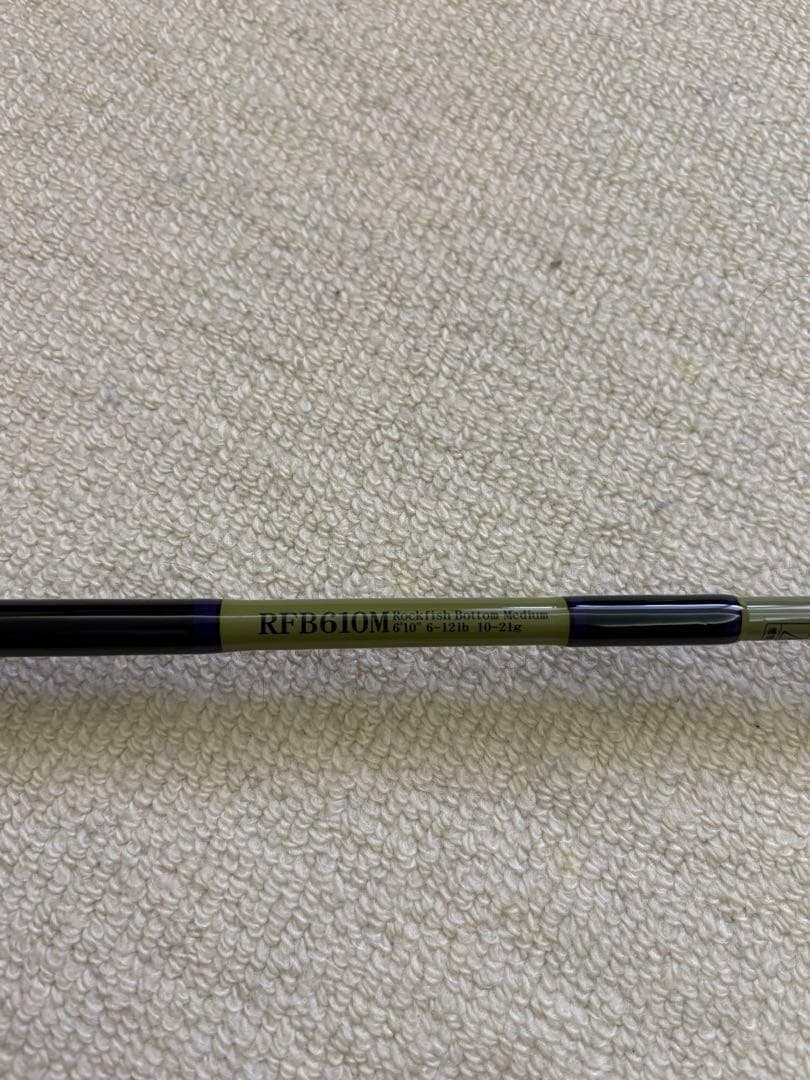 RFB610M
Rockfish Bottom Medium
6'10" 6-12lb 10-21g